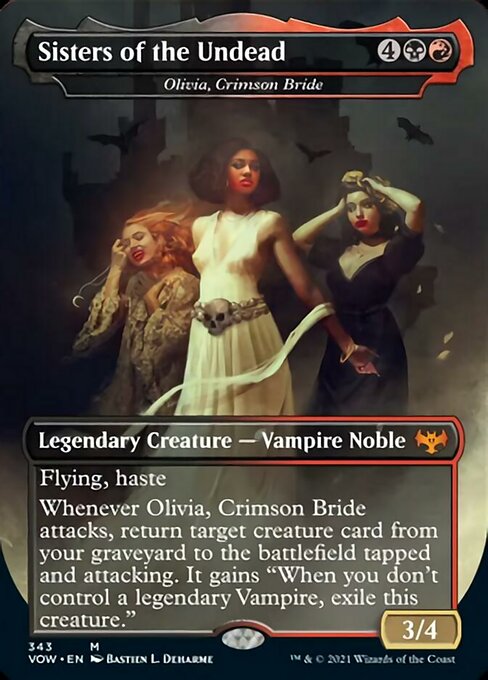 Sisters of the Undead 4
Olivia, Crimson Bride
Legendary Creature — Vampire Noble
Flying, haste
Whenever Olivia, Crimson Bride
attacks, return target creature card from
your graveyard to the battlefield tapped
and attacking. It gains “When you don’t
control a legendary Vampire, exile this
creature.”
3/4
343 M
VOW • EN Bastien L. Deharme
™ & © 2021 Wizards of the Coast